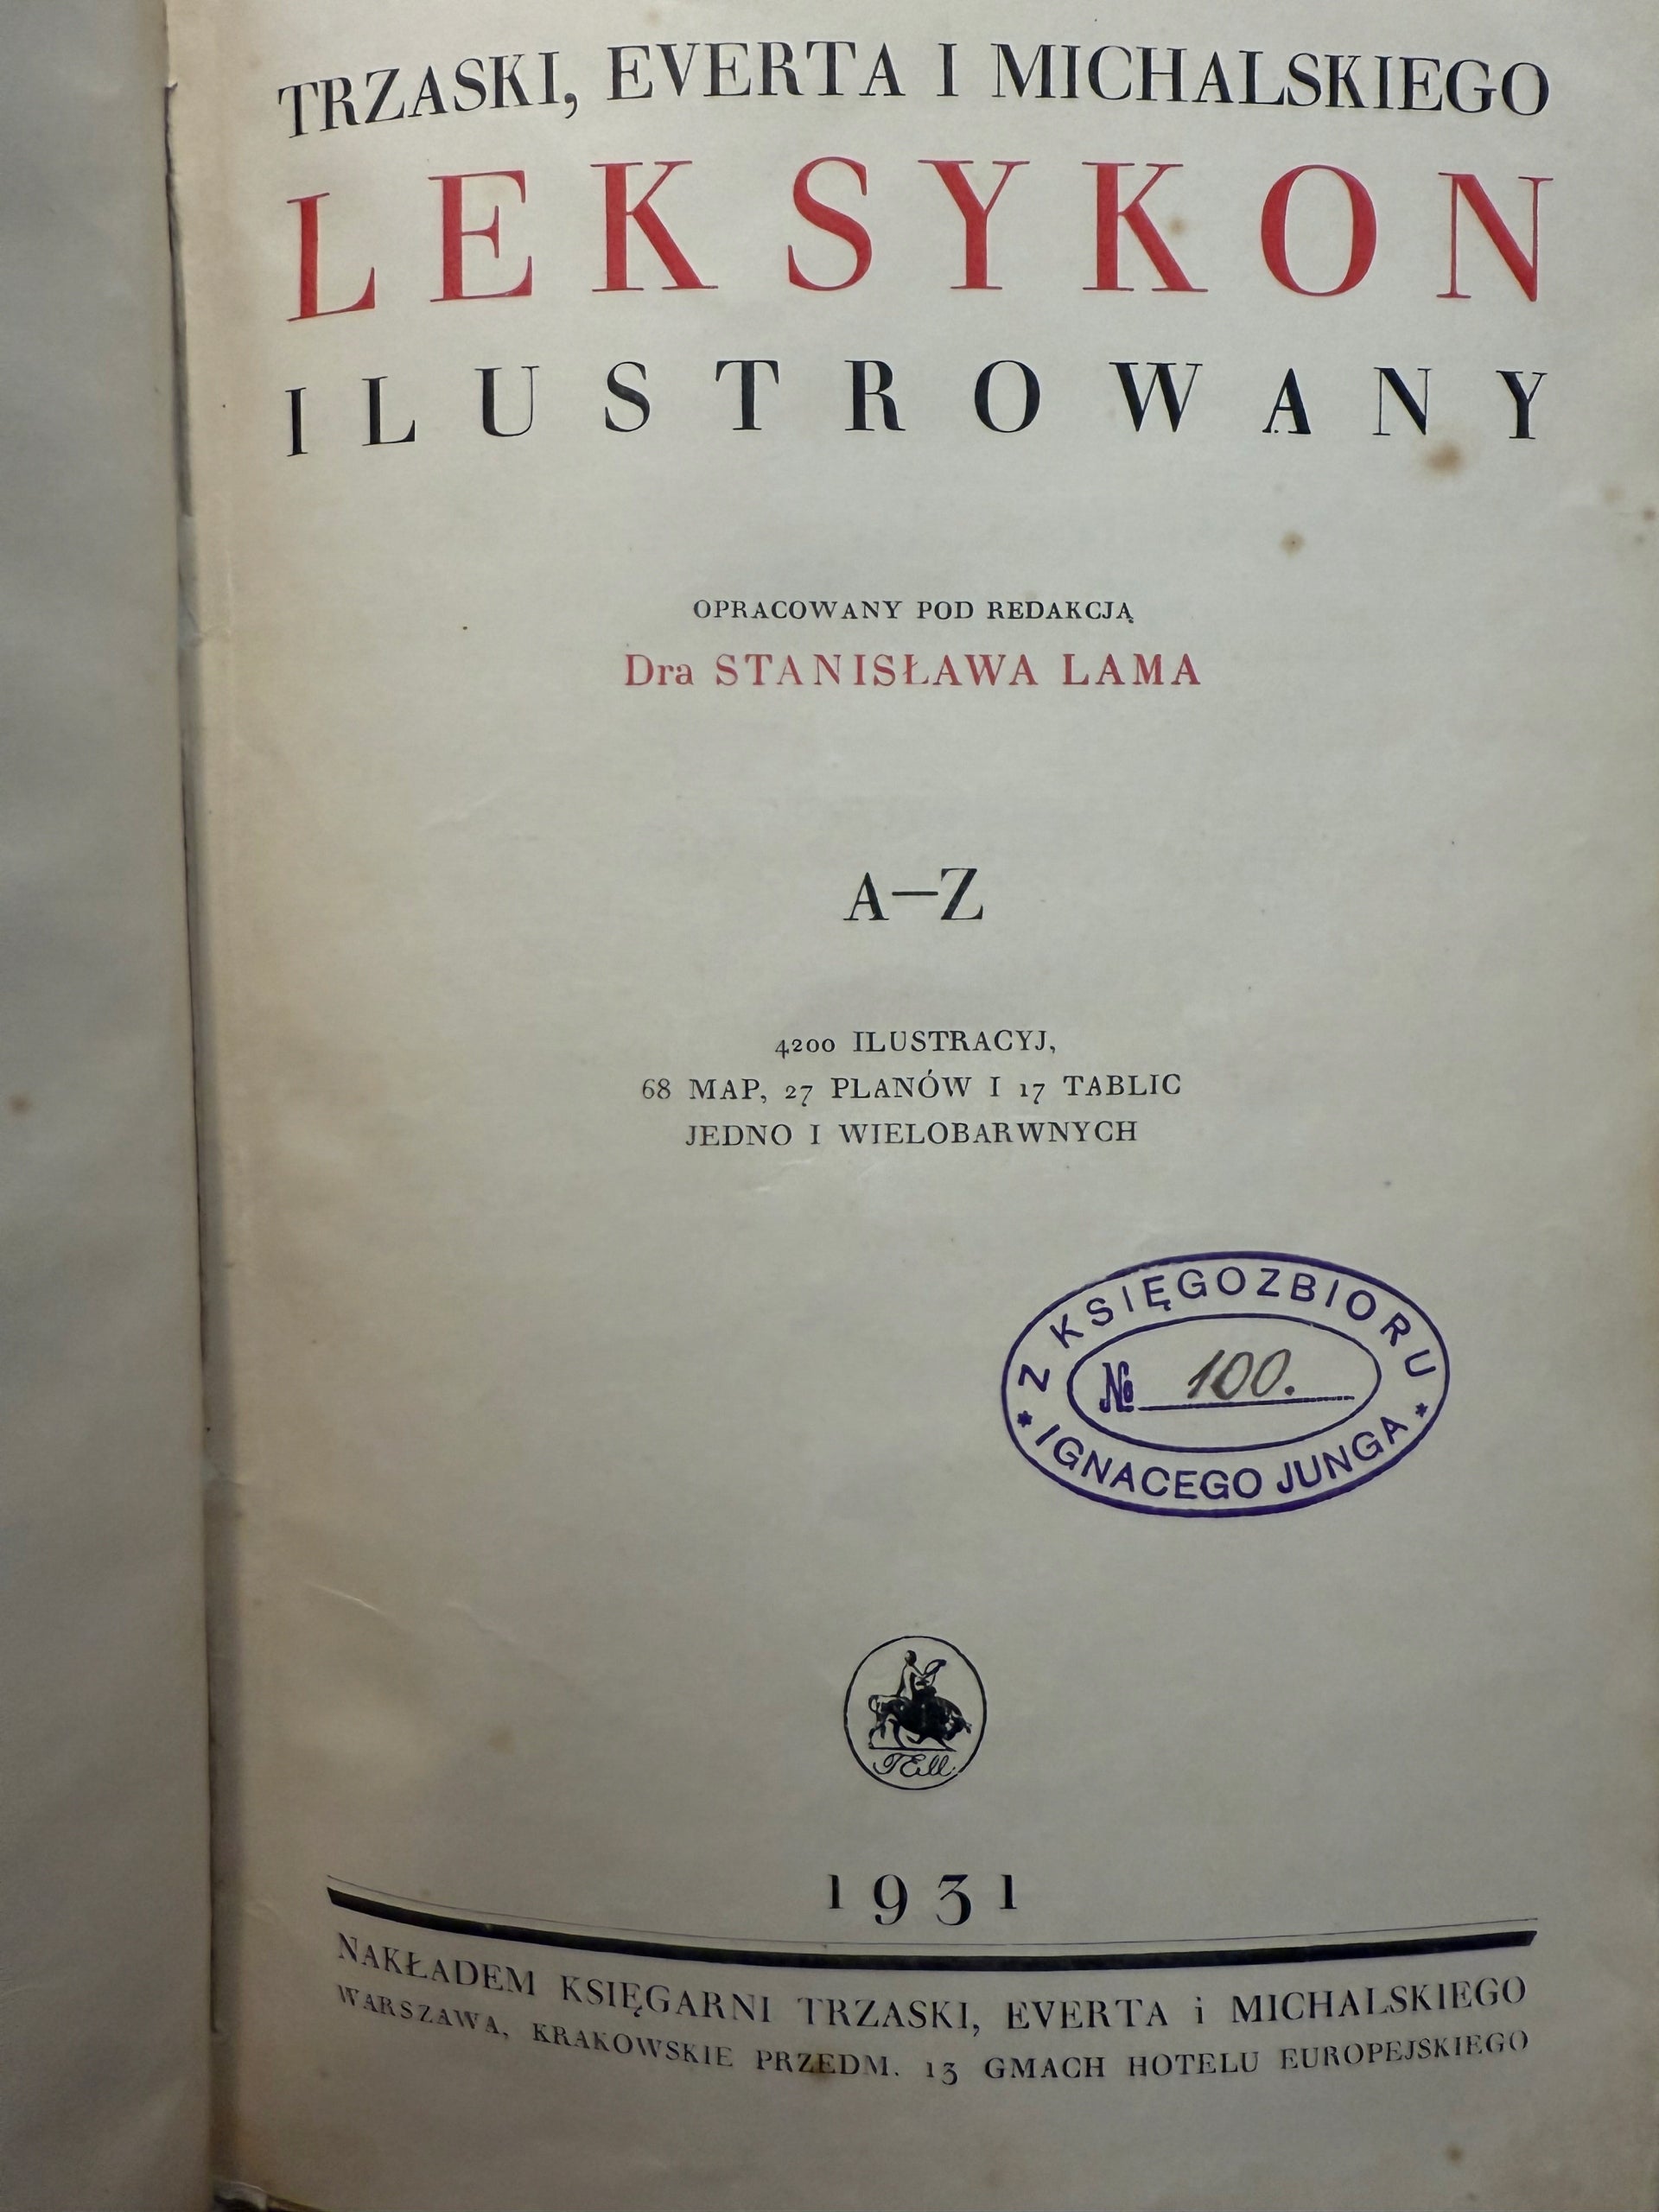 TRZASKI, EVERTA I MICHALSKIEGO
LEKSYKON
ILUSTROWANY
OPRACOWANY POD REDAKCJĄ
Dra STANISŁAWA LAMA
A—Z
4200 ILUSTRACYJ,
68 MAP, 27 PLANÓW I 17 TABLIC
JEDNO I WIELOBARWNYCH
Z KSIĘGOZBIORU
№ 100.
* IGNACEGO JUNGA *
TEM
1931
NAKŁADEM KSIĘGARNI TRZASKI, EVERTA i MICHALSKIEGO
WARSZAWA, KRAKOWSKIE PRZEDM. 13 GMACH HOTELU EUROPEJSKIEGO